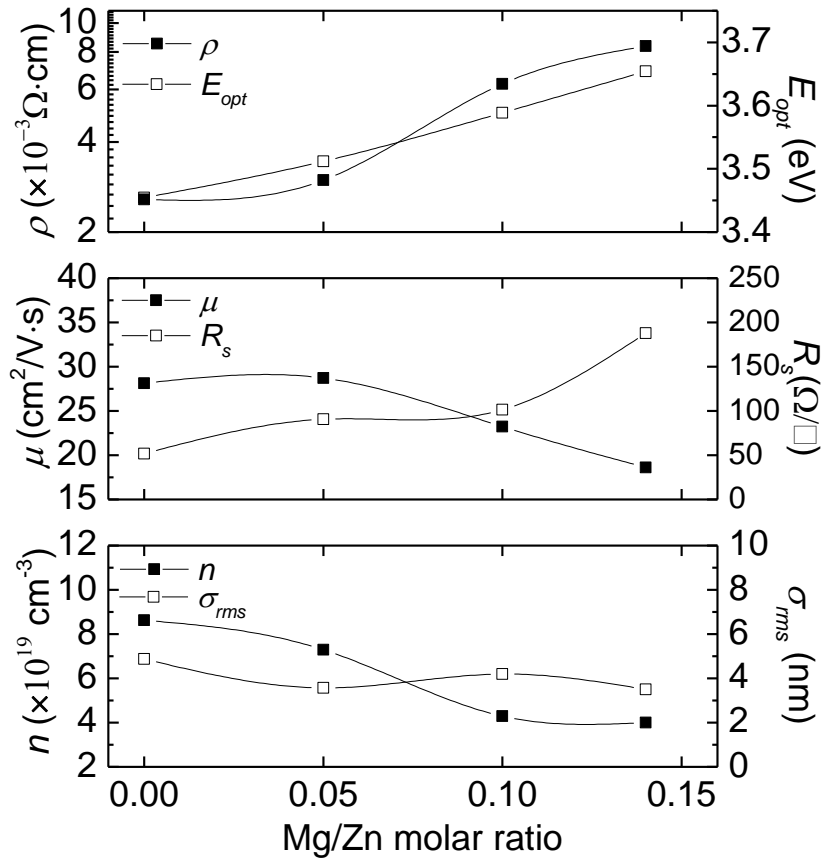 10
6
4
2
ρ (×10⁻³Ω·cm)
ρ
E_opt
3.7
3.6
3.5
3.4
E_opt (eV)
40
35
30
25
20
15
μ (cm²/V·s)
μ
R_s
250
200
150
100
50
0
R_s (Ω/□)
12
10
8
6
4
2
n (×10¹⁹ cm⁻³)
n
σ_rms
10
8
6
4
2
0
σ_rms (nm)
0.00 0.05 0.10 0.15
Mg/Zn molar ratio